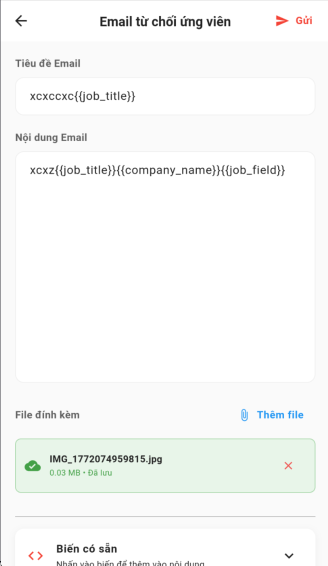 Email từ chối ứng viên
Gửi
Tiêu đề Email
xcxccxc{{job_title}}
Nội dung Email
xcxz{{job_title}}{{company_name}}{{job_field}}
File đính kèm
Thêm file
IMG_1772074959815.jpg
0.03 MB • Đã lưu
Biến có sẵn
Nhấn vào biến để thêm vào nội dung